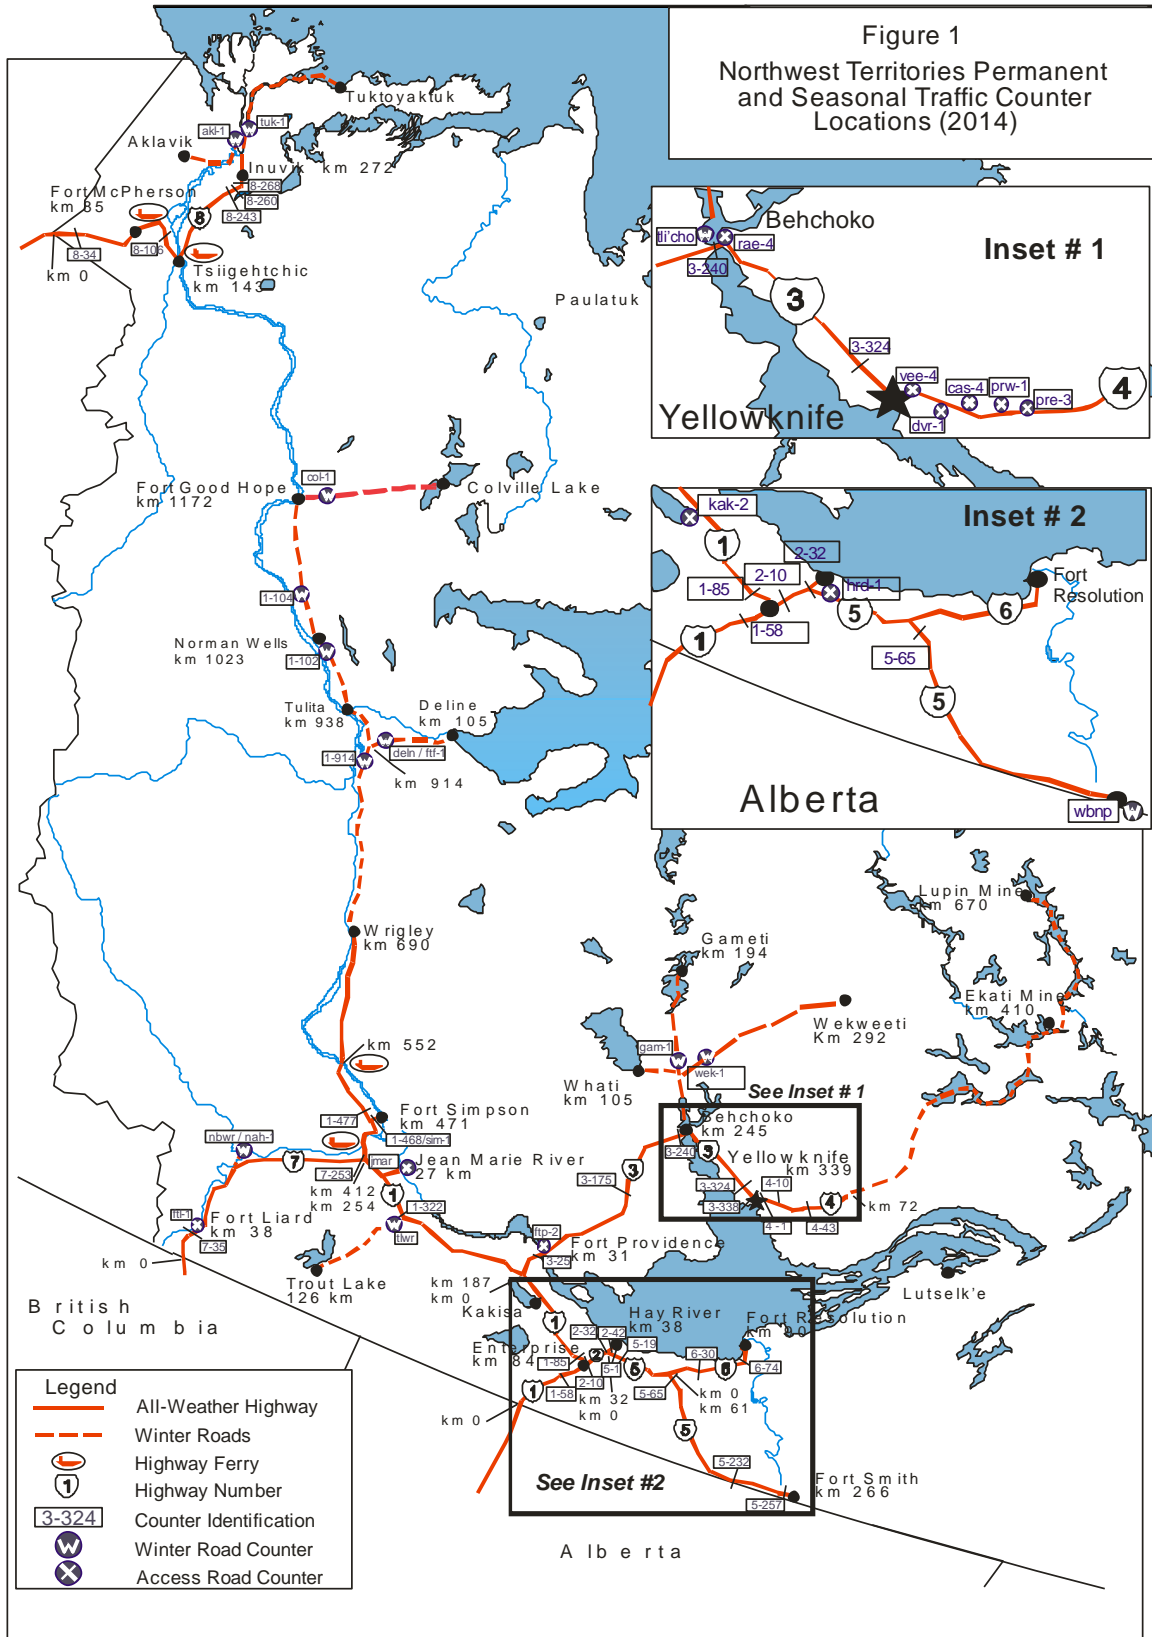 Figure 1
Northwest Territories Permanent
and Seasonal Traffic Counter
Locations (2014)
Tuktoyaktuk
tuk-1
akl-1
Aklavik
Inuvik km 272
8-268
8-260
8-243
Fort McPherson
km 85
8
8-106
8-34
km 0
Tsiigehtchic
km 143
Paulatuk
Inset # 1
Behchoko
tli'cho
rae-4
3-240
3
3-324
vee-4
cas-4
prw-1
pre-3
4
dvr-1
Yellowknife
Inset # 2
kak-2
1
2-32
2-10
1-85
hrd-1
Fort
Resolution
5
6
1-58
1
5-65
5
Alberta
wbnp
col-1
Fort Good Hope
km 1172
Colville Lake
1-104
Norman Wells
km 1023
1-102
Tulita
km 938
Deline
km 105
1-914
deln / ftf-1
km 914
Wrigley
km 690
Lupin Mine
km 670
Gameti
km 194
Ekati Mine
km 410
Wekweeti
Km 292
gam-1
wek-1
Whati
km 105
km 552
See Inset # 1
Fort Simpson
km 471
1-477
1-468/sim-1
nbwr / nah-1
7
7-253
mar
Jean Marie River
27 km
km 412
km 254
1
1-322
tlwr
Behchoko
km 245
3-240
3
3-175
3
Yellowknife
km 339
3-324
3-338
4-10
4-1
4-43
4
km 72
ftl-1
Fort Liard
km 38
7-35
km 0
Trout Lake
126 km
ftp-2
Fort Providence
km 31
3-25
km 187
km 0
Kakisa
Lutselk'e
British
Columbia
1
Hay River
km 38
Fort Resolution
km 90
2-32
2-42
5-19
Enterprise
km 84
1-85
2
5-1
5
6-30
6
6-74
1
1-58
2-10
km 32
km 0
5-65
km 0
km 61
km 0
5
5-232
See Inset #2
Fort Smith
km 266
5-257
Alberta
Legend
All-Weather Highway
Winter Roads
Highway Ferry
1
Highway Number
3-324
Counter Identification
W
Winter Road Counter
Access Road Counter